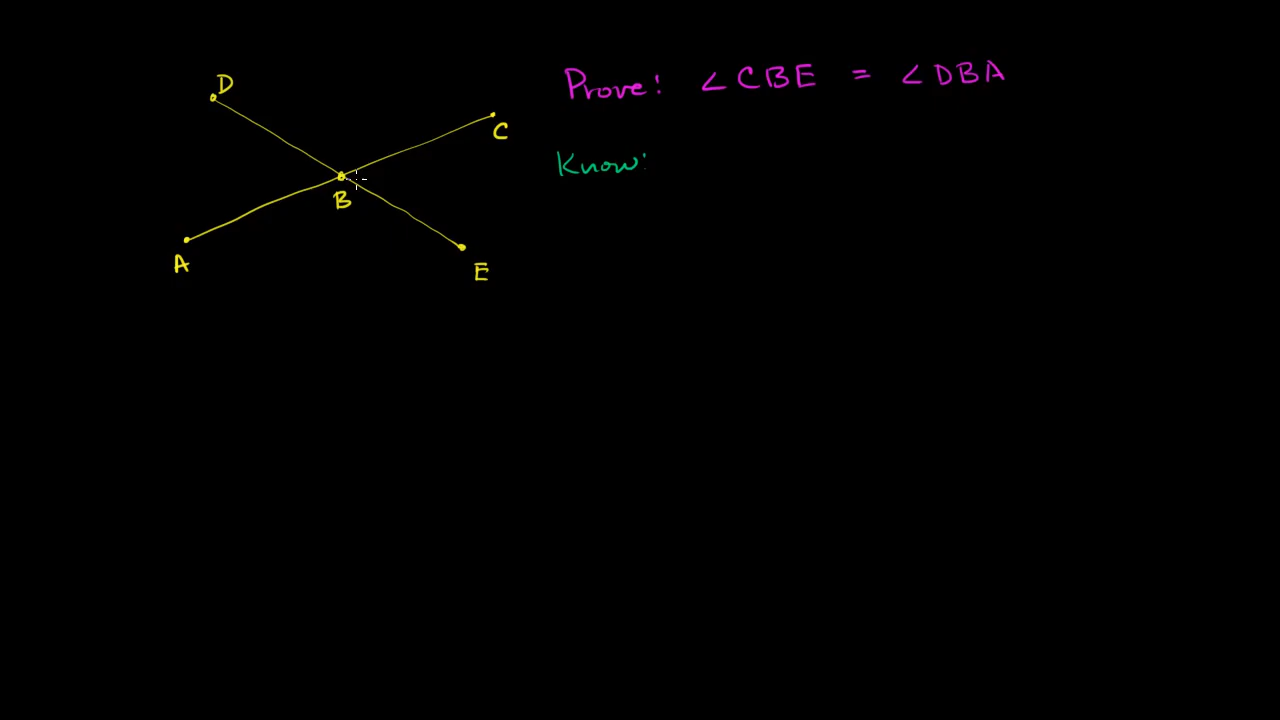 D
C
B
A
E
Prove: ∠CBE = ∠DBA
Know: